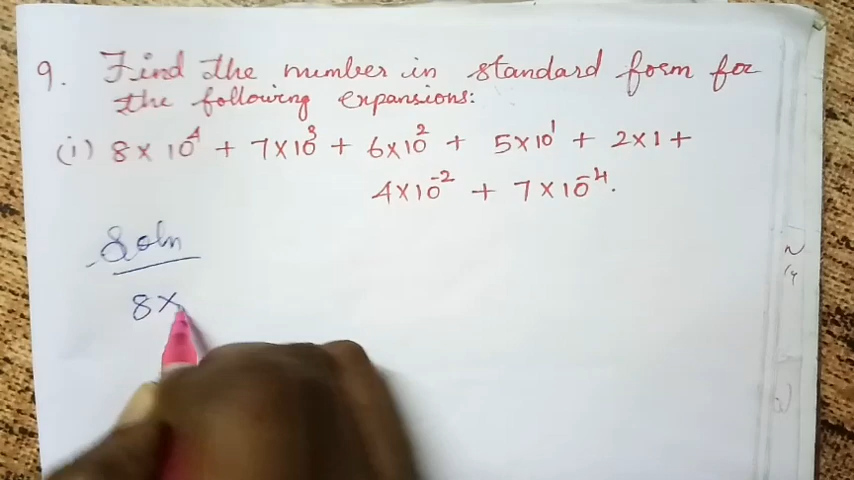 9. Find the number in standard form for
the following expansions:
(i) 8 × 10⁴ + 7×10³ + 6×10² + 5×10¹ + 2×1 +
4×10⁻² + 7×10⁻⁴.
Soln
8×